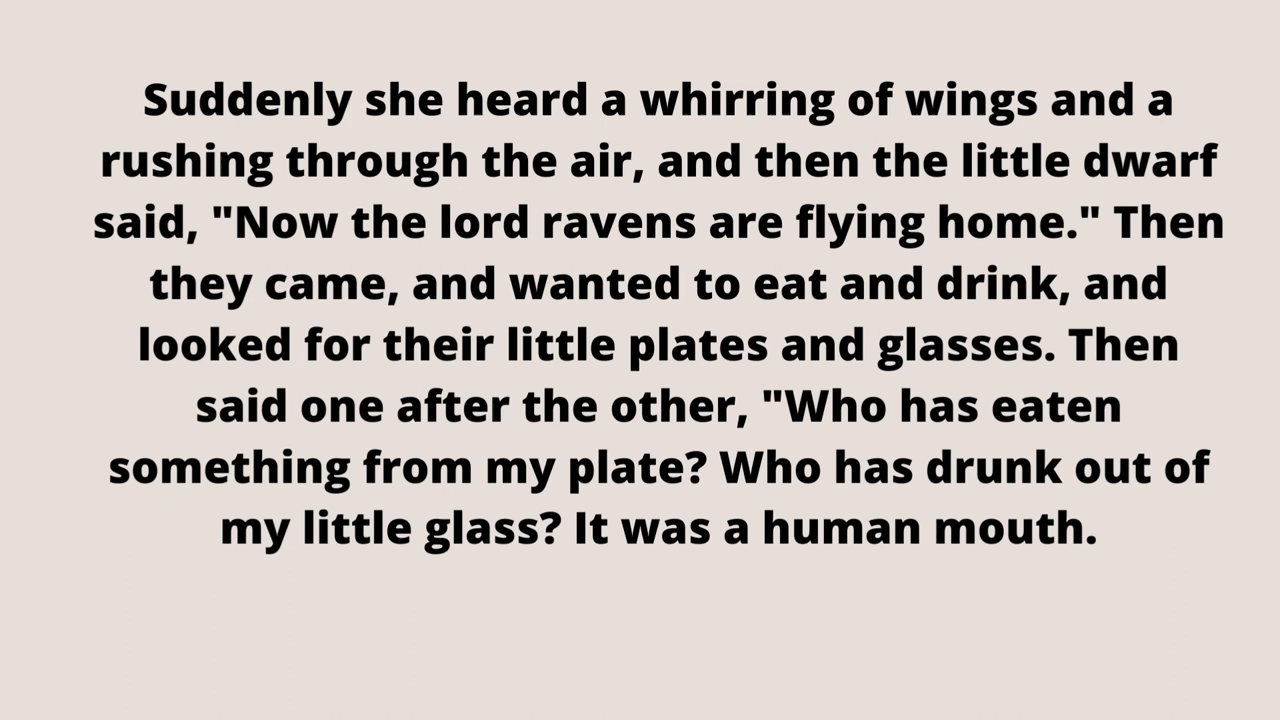 Suddenly she heard a whirring of wings and a
rushing through the air, and then the little dwarf
said, "Now the lord ravens are flying home." Then
they came, and wanted to eat and drink, and
looked for their little plates and glasses. Then
said one after the other, "Who has eaten
something from my plate? Who has drunk out of
my little glass? It was a human mouth.